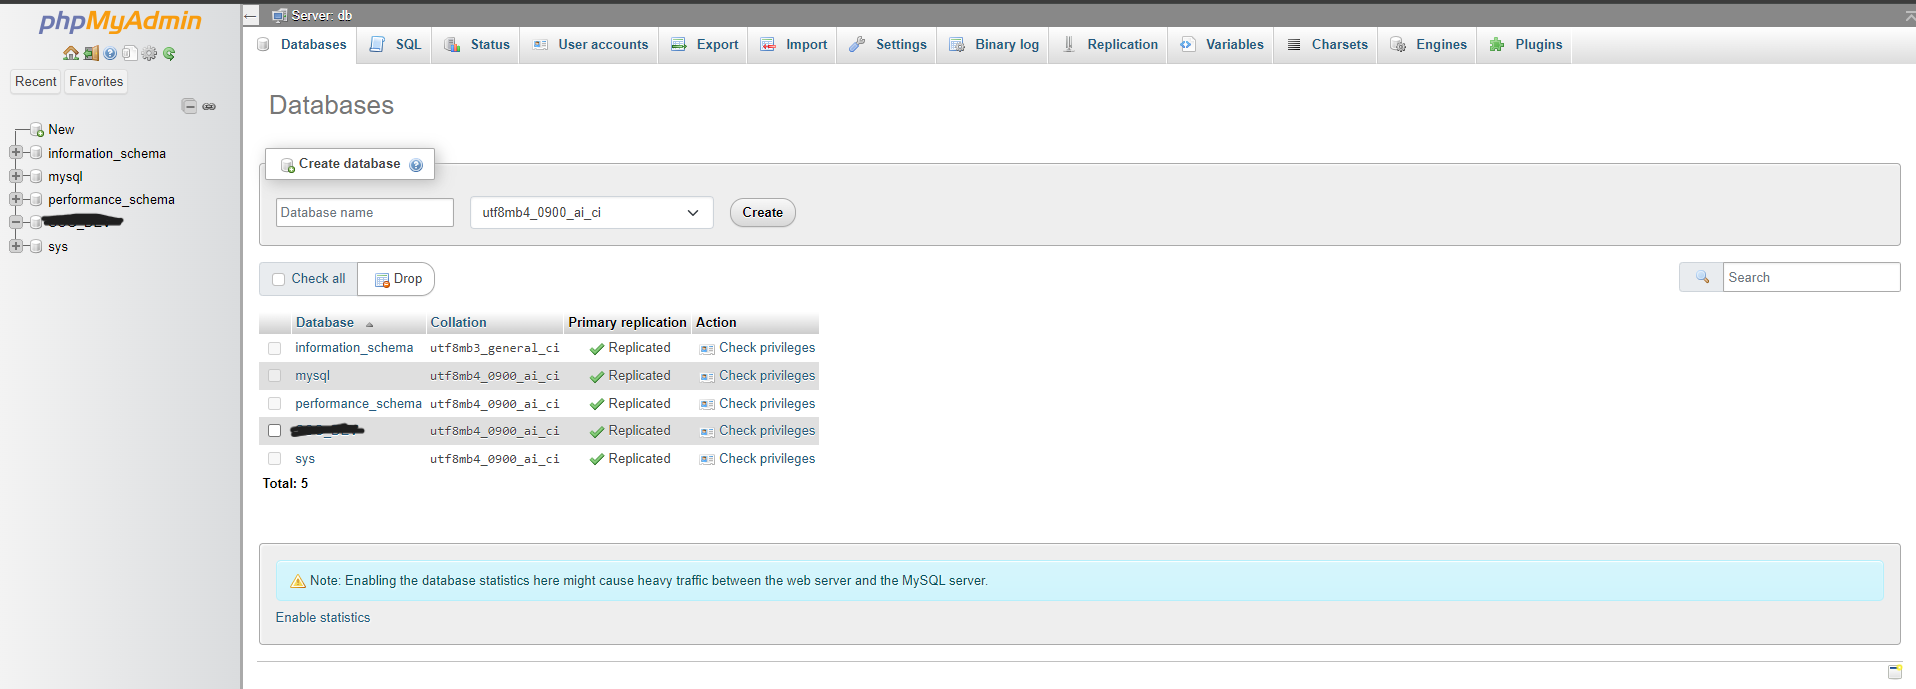 phpMyAdmin
Recent Favorites
New
information_schema
mysql
performance_schema
sys
Server: db
Databases SQL Status User accounts Export Import Settings Binary log Replication Variables Charsets Engines Plugins
Databases
Create database
Database name utf8mb4_0900_ai_ci Create
Check all Drop Search
Database Collation Primary replication Action
information_schema utf8mb3_general_ci Replicated Check privileges
mysql utf8mb4_0900_ai_ci Replicated Check privileges
performance_schema utf8mb4_0900_ai_ci Replicated Check privileges
utf8mb4_0900_ai_ci Replicated Check privileges
sys utf8mb4_0900_ai_ci Replicated Check privileges
Total: 5
Note: Enabling the database statistics here might cause heavy traffic between the web server and the MySQL server.
Enable statistics